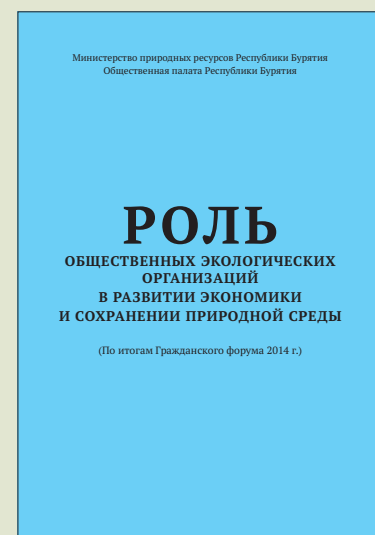 Министерство природных ресурсов Республики Бурятия
Общественная палата Республики Бурятия
РОЛЬ
ОБЩЕСТВЕННЫХ ЭКОЛОГИЧЕСКИХ
ОРГАНИЗАЦИЙ
В РАЗВИТИИ ЭКОНОМИКИ
И СОХРАНЕНИИ ПРИРОДНОЙ СРЕДЫ
(По итогам Гражданского форума 2014 г.)